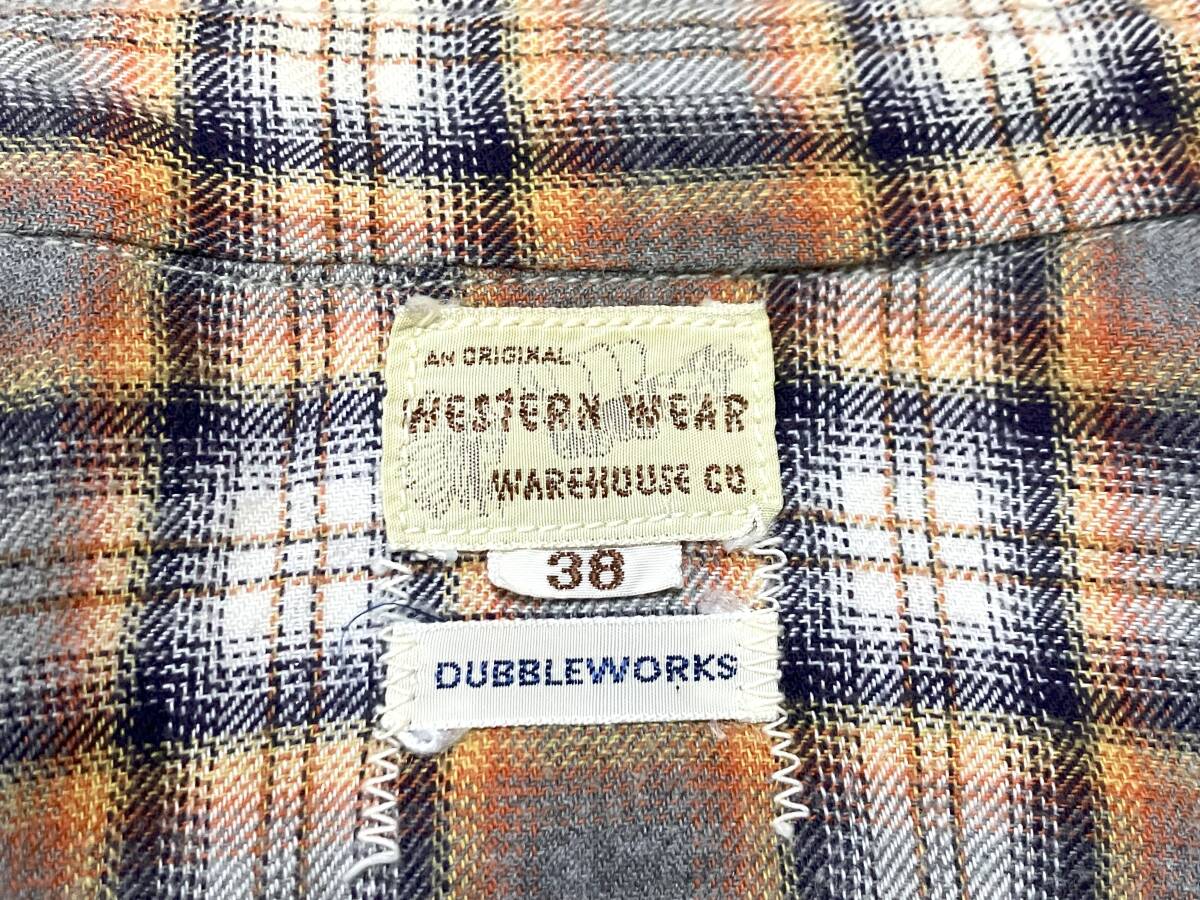 AN ORIGINAL
WESTERN WEAR
WAREHOUSE CO.
38
DUBBLEWORKS